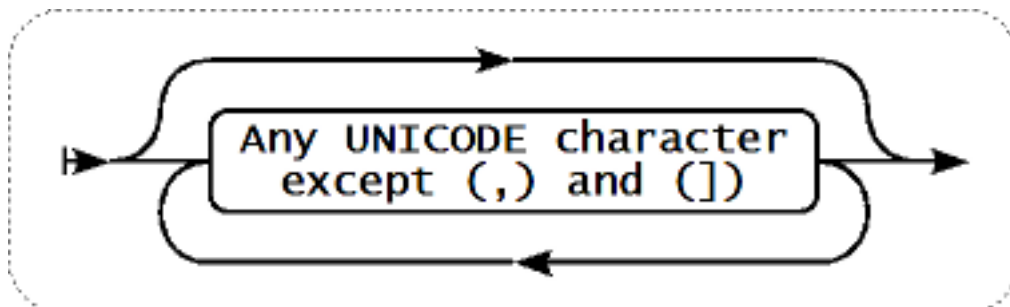 Any UNICODE character
except (,) and (])